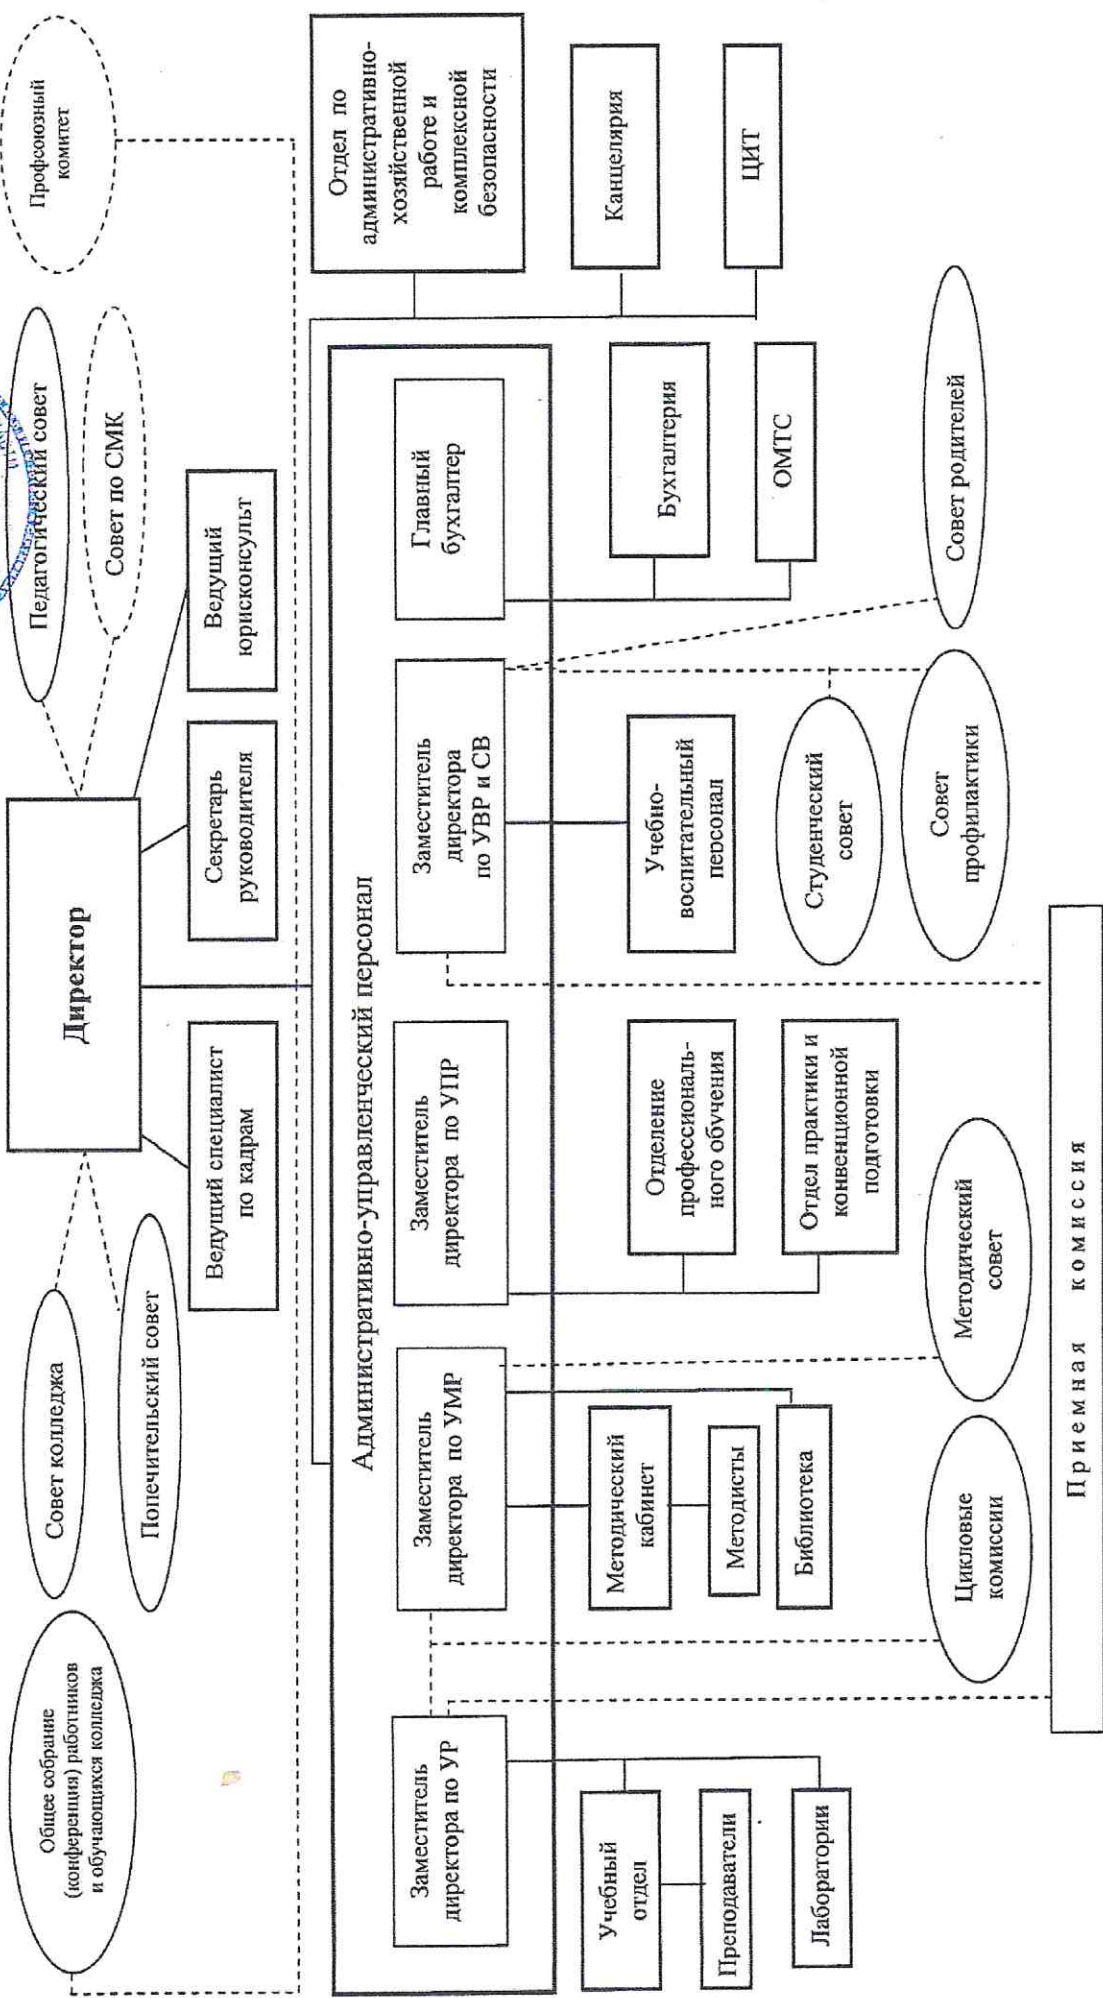 Общее собрание
(конференция) работников
и обучающихся колледжа
Совет колледжа
Попечительский совет
Директор
Педагогический совет
Совет по СМК
Профсоюзный
комитет
Ведущий специалист
по кадрам
Секретарь
руководителя
Ведущий
юрисконсульт
Административно-управленческий персонал
Заместитель
директора по УР
Заместитель
директора по УМР
Заместитель
директора по УПР
Заместитель
директора
по УВР и СВ
Главный
бухгалтер
Отдел по
административно-
хозяйственной
работе и
комплексной
безопасности
Канцелярия
ЦИТ
Учебный
отдел
Преподаватели
Лаборатории
Методический
кабинет
Методисты
Библиотека
Отделение
профессиональ-
ного обучения
Отдел практики и
конвенционной
подготовки
Учебно-
воспитательный
персонал
Бухгалтерия
ОМТС
Студенческий
совет
Цикловые
комиссии
Методический
совет
Совет
профилактики
Совет родителей
Приемная комиссия